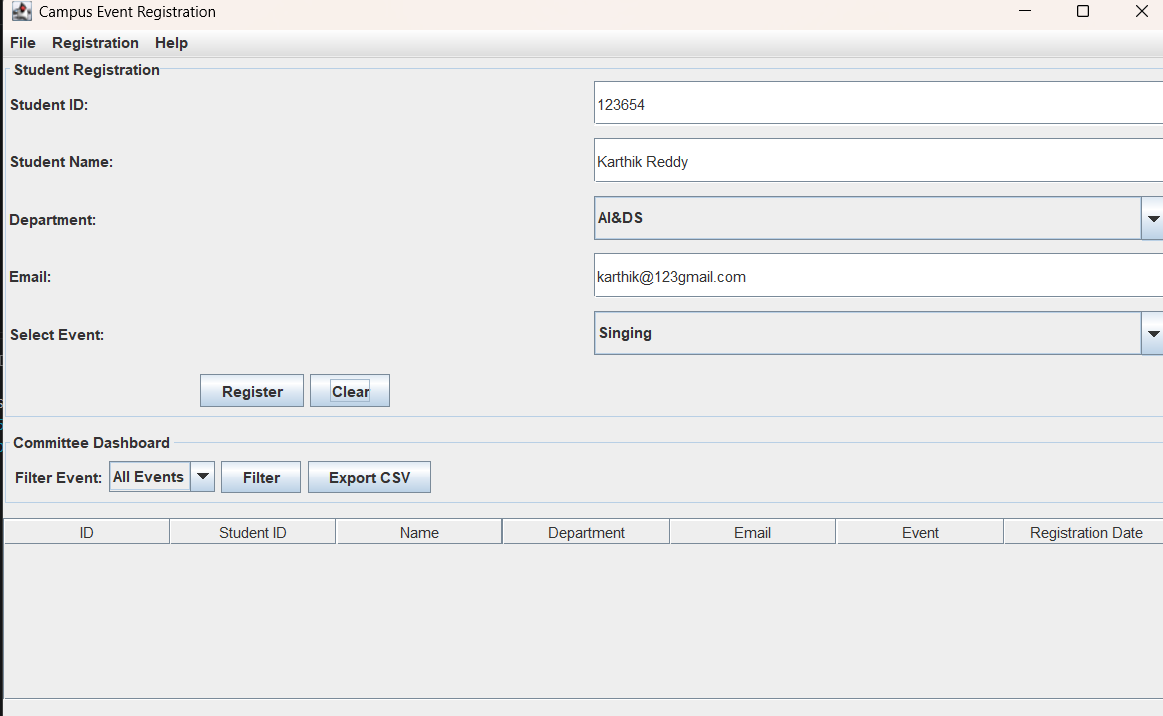 Campus Event Registration
File Registration Help
Student Registration
Student ID: 123654
Student Name: Karthik Reddy
Department: AI&DS
Email: karthik@123gmail.com
Select Event: Singing
Register Clear
Committee Dashboard
Filter Event: All Events Filter Export CSV
ID Student ID Name Department Email Event Registration Date